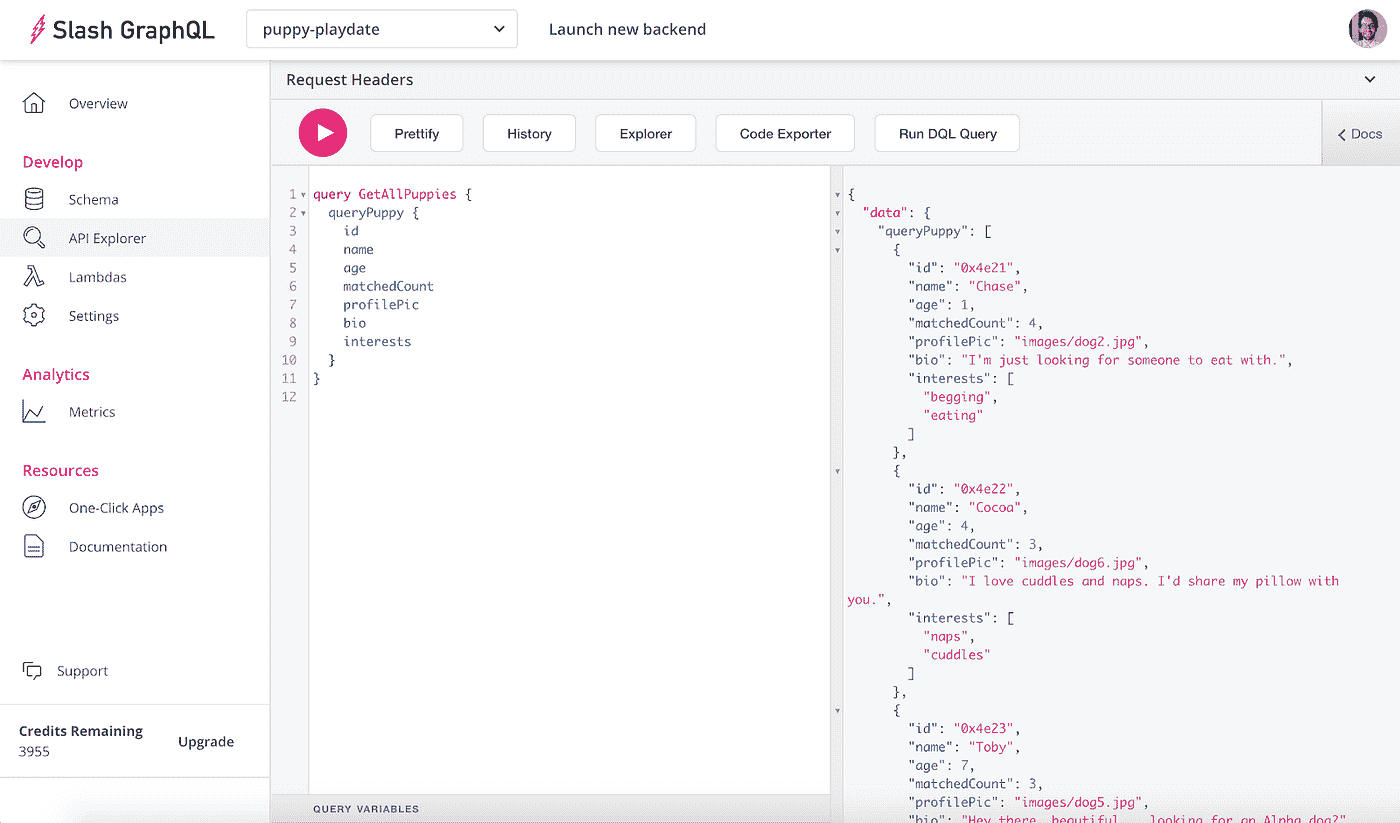 Slash GraphQL
puppy-playdate
Launch new backend
Overview
Develop
Schema
API Explorer
Lambdas
Settings
Analytics
Metrics
Resources
One-Click Apps
Documentation
Support
Credits Remaining
3955
Upgrade
Request Headers
Prettify
History
Explorer
Code Exporter
Run DQL Query
Docs
1 query GetAllPuppies {
2 queryPuppy {
3 id
4 name
5 age
6 matchedCount
7 profilePic
8 bio
9 interests
10 }
11 }
12
QUERY VARIABLES
{
"data": {
"queryPuppy": [
{
"id": "0x4e21",
"name": "Chase",
"age": 1,
"matchedCount": 4,
"profilePic": "images/dog2.jpg",
"bio": "I'm just looking for someone to eat with.",
"interests": [
"begging",
"eating"
]
},
{
"id": "0x4e22",
"name": "Cocoa",
"age": 4,
"matchedCount": 3,
"profilePic": "images/dog6.jpg",
"bio": "I love cuddles and naps. I'd share my pillow with
you.",
"interests": [
"naps",
"cuddles"
]
},
{
"id": "0x4e23",
"name": "Toby",
"age": 7,
"matchedCount": 3,
"profilePic": "images/dog5.jpg",
"bio": "Hey there, beautiful... looking for an Alpha dog?"